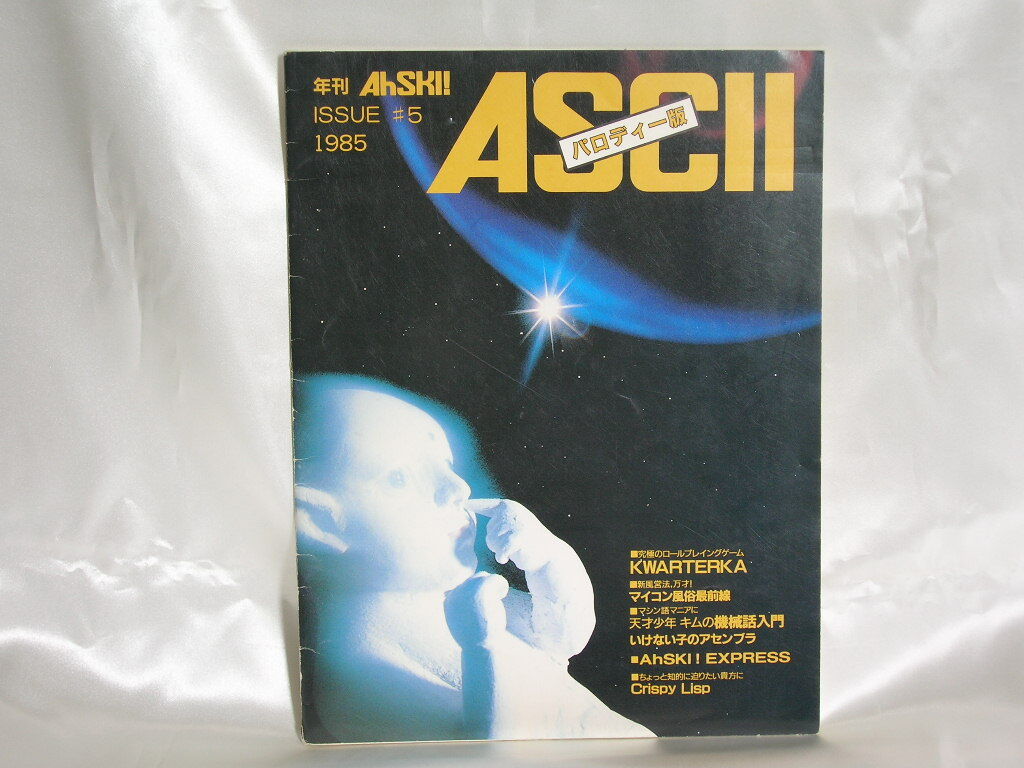 年刊 AhSKI!
ISSUE #5
1985
ASCII
パロディー版
■究極のロールプレイングゲーム
KWARTERKA
■新風営法、万才!
マイコン風俗最前線
■マシン語マニアに
天才少年 キムの機械話入門
いけない子のアセンブラ
■AhSKI! EXPRESS
■ちょっと知的に迫りたい貴方に
Crispy Lisp